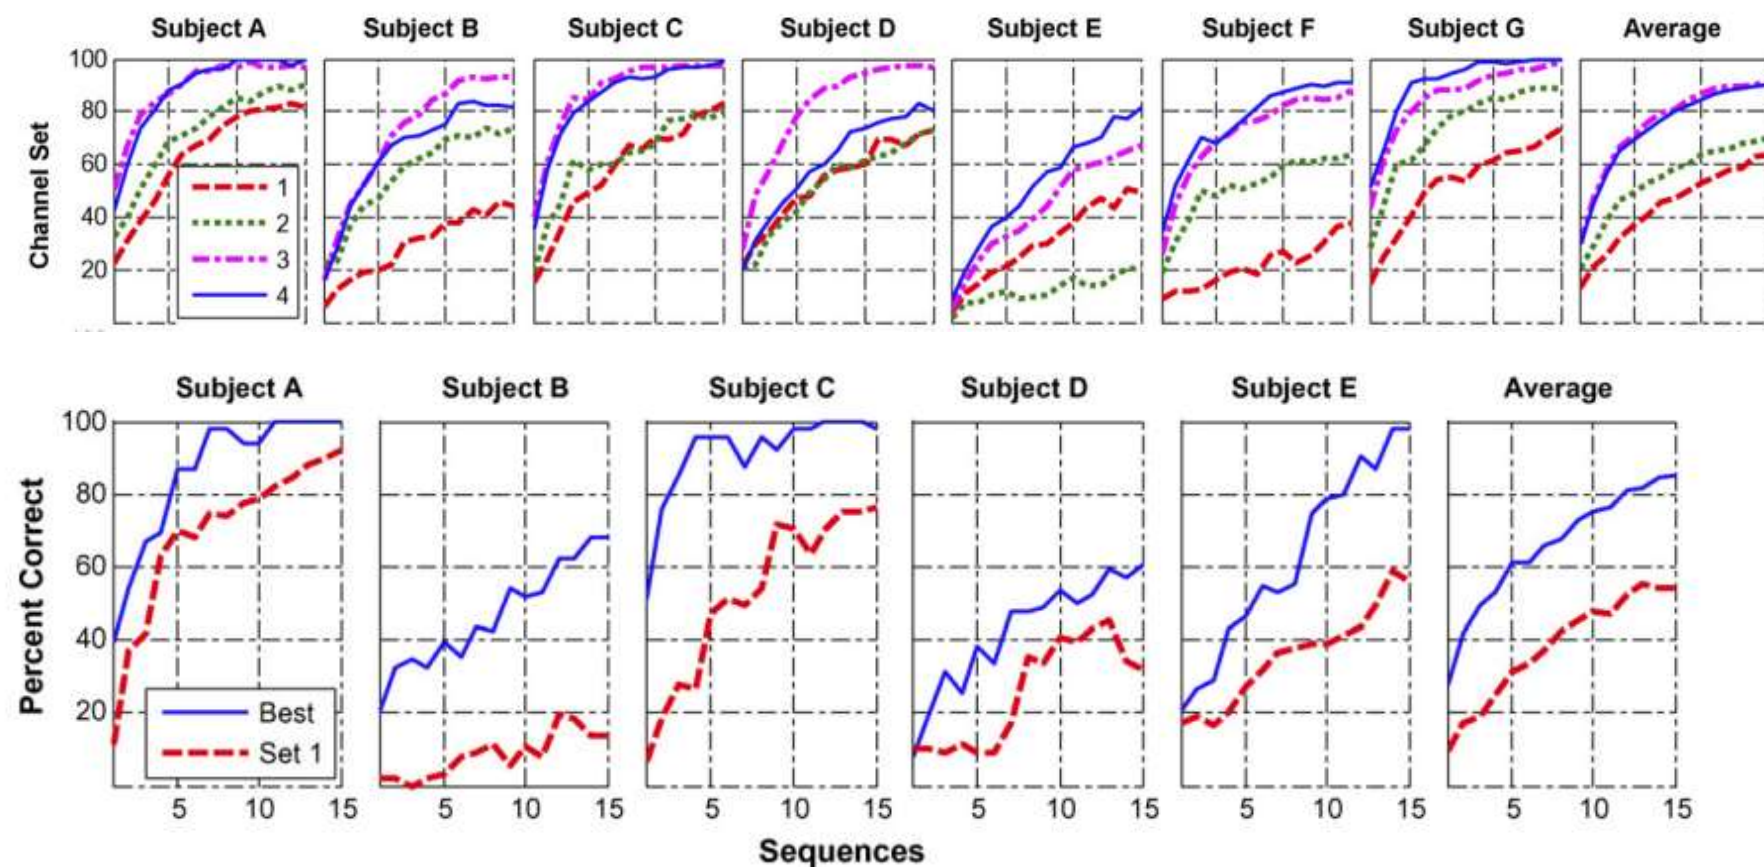 Subject A Subject B Subject C Subject D Subject E Subject F Subject G Average
Channel Set
100
80
60
40
20
1
2
3
4
Subject A Subject B Subject C Subject D Subject E Average
Percent Correct
100
80
60
40
20
Best
Set 1
5 10 15 5 10 15 5 10 15 5 10 15 5 10 15 5 10 15
Sequences